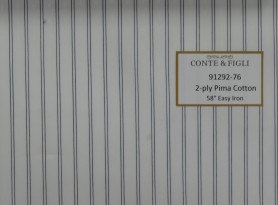 CONTE & FIGLI
91292-76
2-ply Pima Cotton
58" Easy Iron